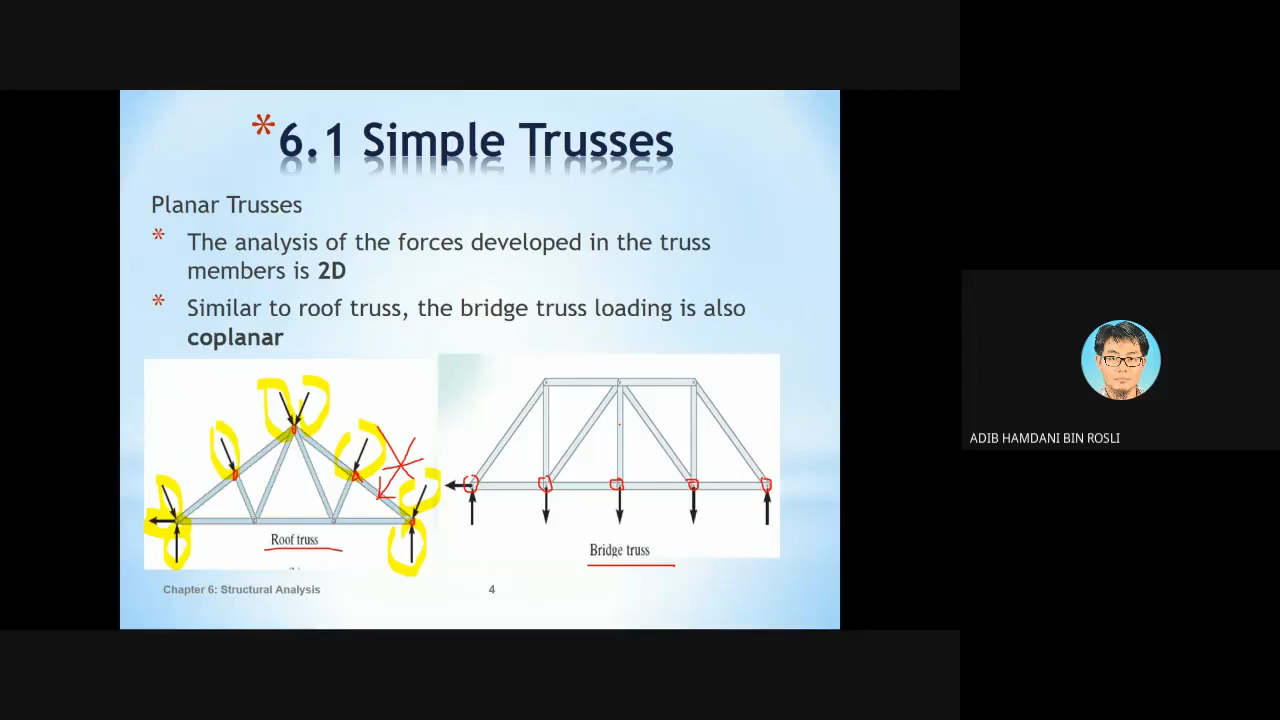 * 6.1 Simple Trusses
Planar Trusses
* The analysis of the forces developed in the truss
members is 2D
* Similar to roof truss, the bridge truss loading is also
coplanar
Roof truss
Bridge truss
Chapter 6: Structural Analysis
4
ADIB HAMDANI BIN ROSLI